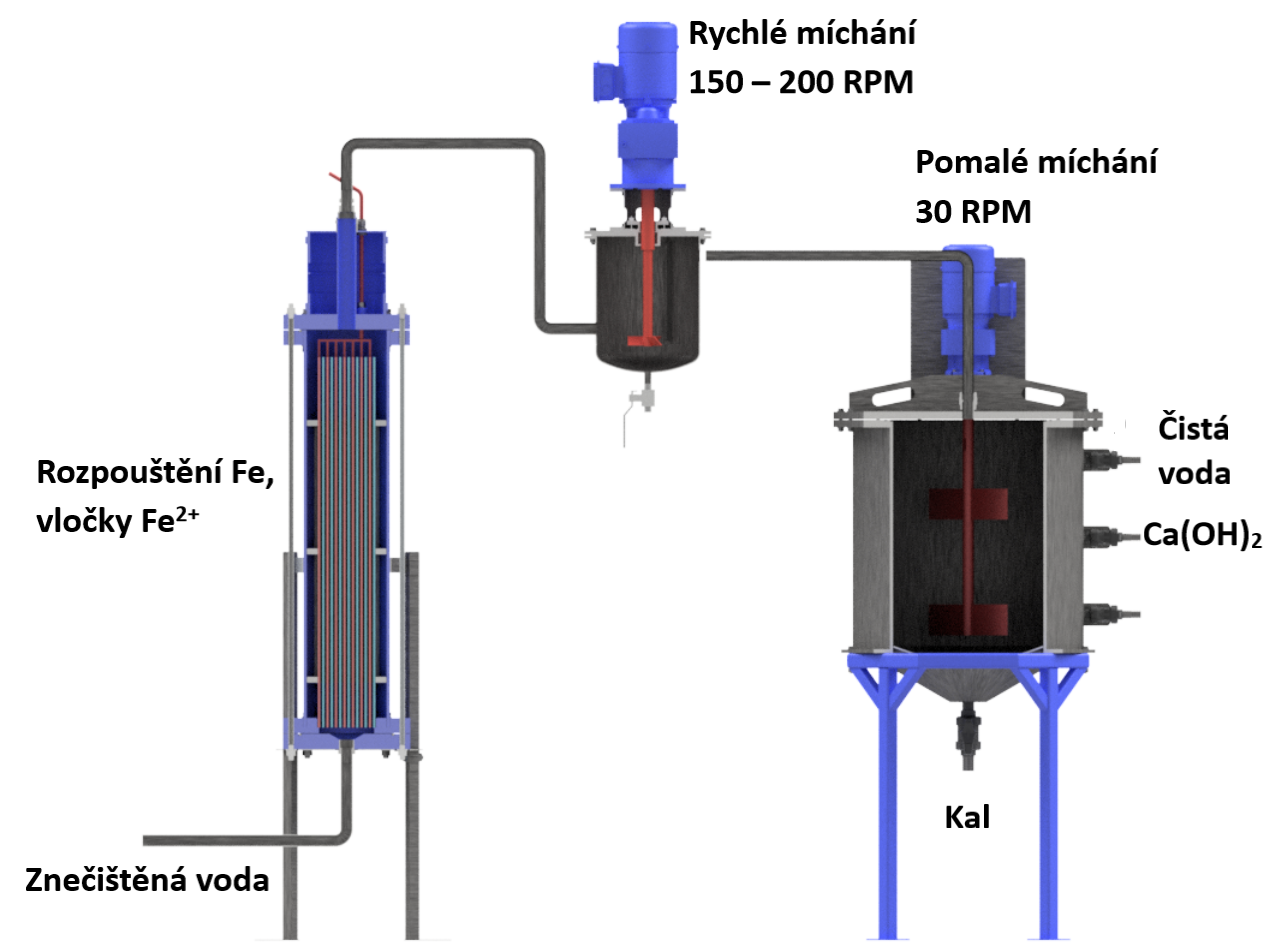 Rychlé míchání
150 – 200 RPM
Pomalé míchání
30 RPM
Čistá
voda
Ca(OH)₂
Rozpouštění Fe,
vločky Fe²⁺
Kal
Znečištěná voda